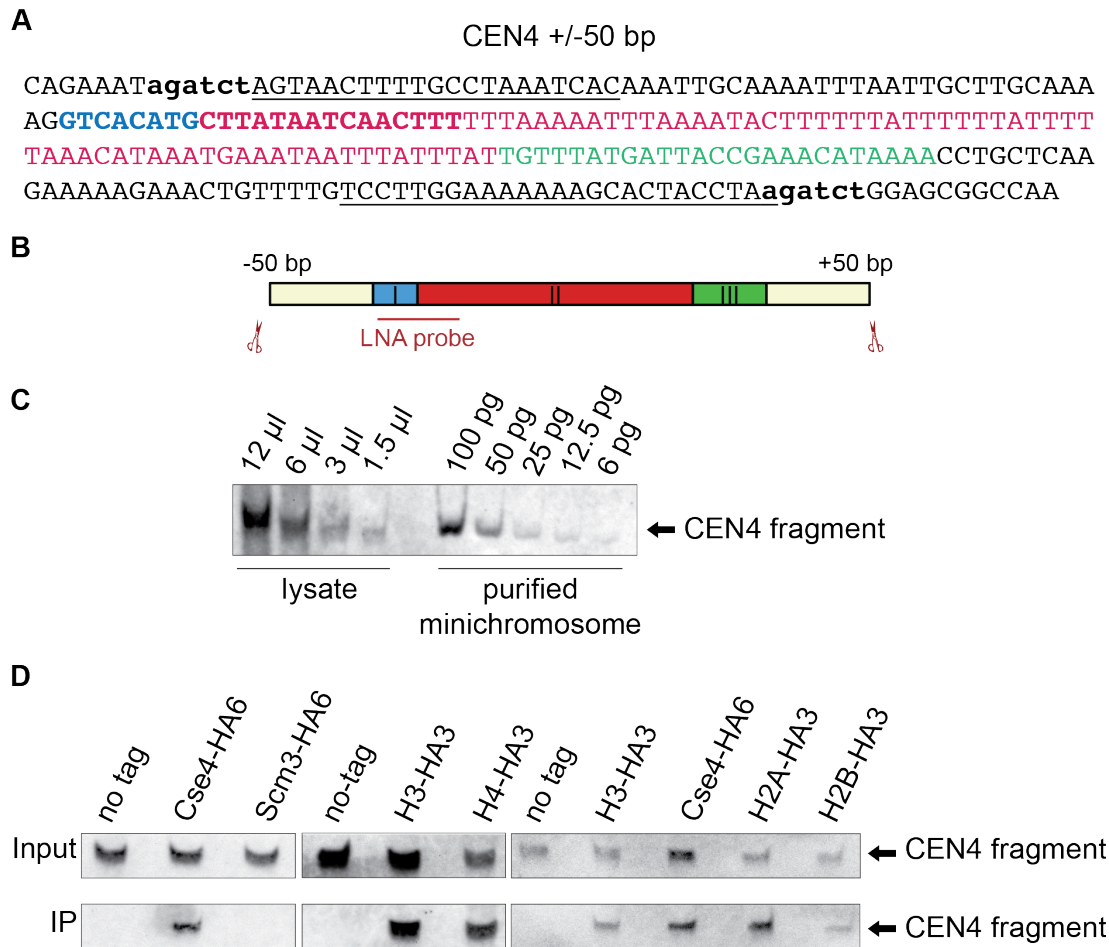 A
CEN4 +/-50 bp
CAGAAATagatctAGTAACTTTTGCCTAAATCACAAATTGCAAAATTTAATTGCTTGCAAA
AGGTCACATGCTTATAATCAACTTTTTTAAAAATTTAAAATACTTTTTTATTTTTTATTTT
TAAACATAAATGAAATAATTTATTTATTGTTTATGATTACCGAAACATAAAACCTGCTCAA
GAAAAAGAAACTGTTTTGTCCTTGGAAAAAAAGCACTACCTAagatctGGAGCGGCCAA
B
-50 bp
+50 bp
I II III
LNA probe
C
12 µl 6 µl 3 µl 1.5 µl 100 pg 50 pg 25 pg 12.5 pg 6 pg
CEN4 fragment
lysate
purified
minichromosome
D
no tag Cse4-HA6 Scm3-HA6 no-tag H3-HA3 H4-HA3 no tag H3-HA3 Cse4-HA6 H2A-HA3 H2B-HA3
Input
CEN4 fragment
IP
CEN4 fragment